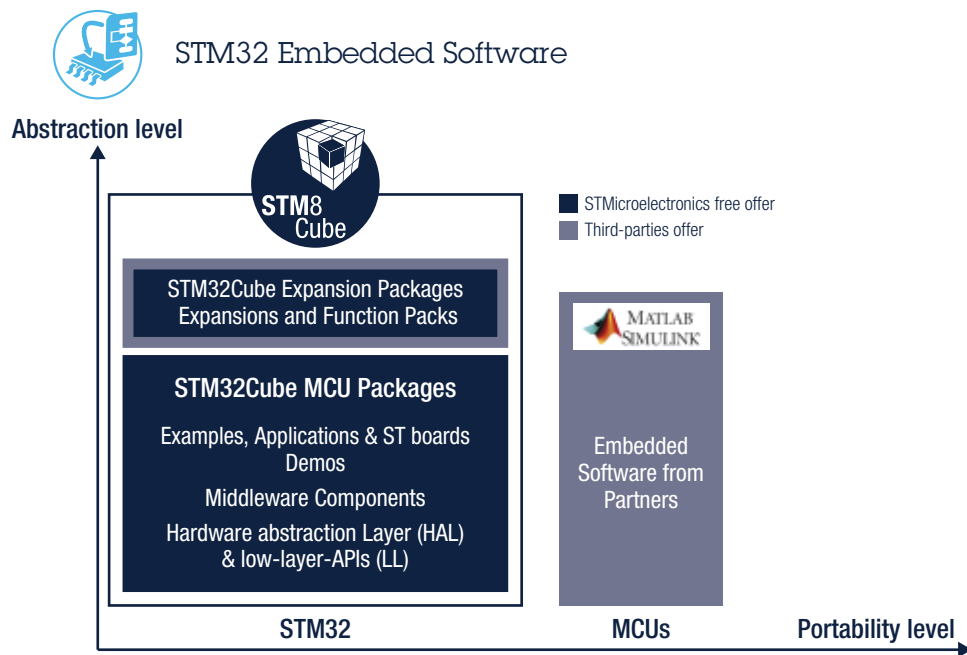 STM32 Embedded Software
Abstraction level
STM8
Cube
STMicroelectronics free offer
Third-parties offer
STM32Cube Expansion Packages
Expansions and Function Packs
MATLAB
SIMULINK
STM32Cube MCU Packages
Examples, Applications & ST boards
Demos
Middleware Components
Hardware abstraction Layer (HAL)
& low-layer-APIs (LL)
Embedded
Software from
Partners
STM32
MCUs
Portability level